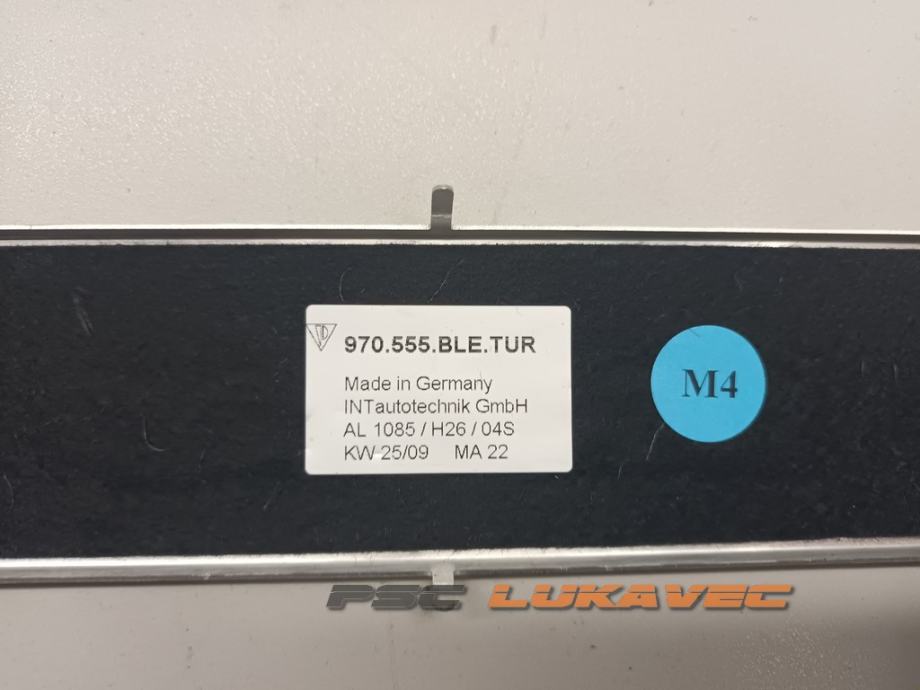 970.555.BLE.TUR
Made in Germany
INTautotechnik GmbH
AL 1085 / H26 / 04S
KW 25/09 MA 22
M4
PSC LUKAVEC